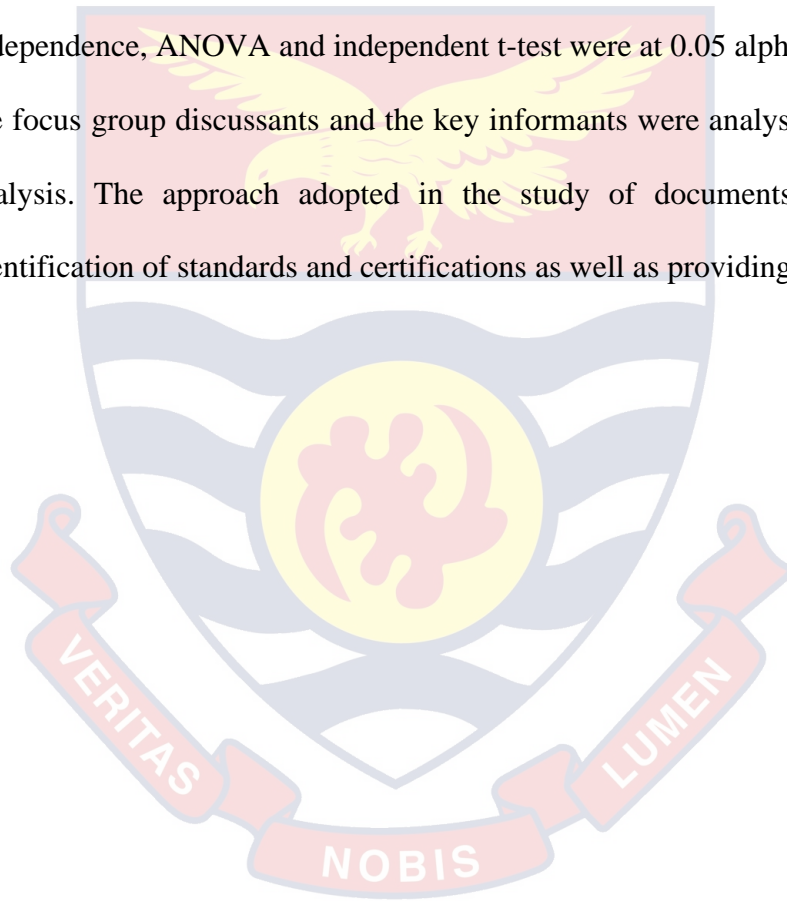 dependence, ANOVA and independent t-test were at 0.05 alph
e focus group discussants and the key informants were analys
alysis. The approach adopted in the study of documents
entification of standards and certifications as well as providing
VERITAS
NOBIS
LUMEN